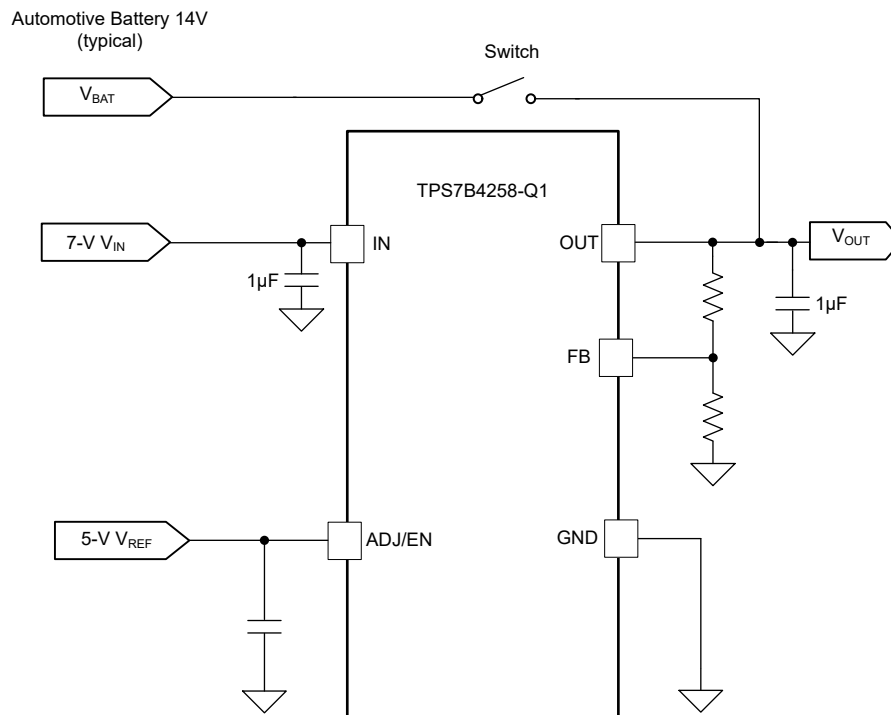 Automotive Battery 14V
(typical)
Switch
VBAT
TPS7B4258-Q1
7-V VIN
IN
OUT
VOUT
1µF
1µF
FB
5-V VREF
ADJ/EN
GND